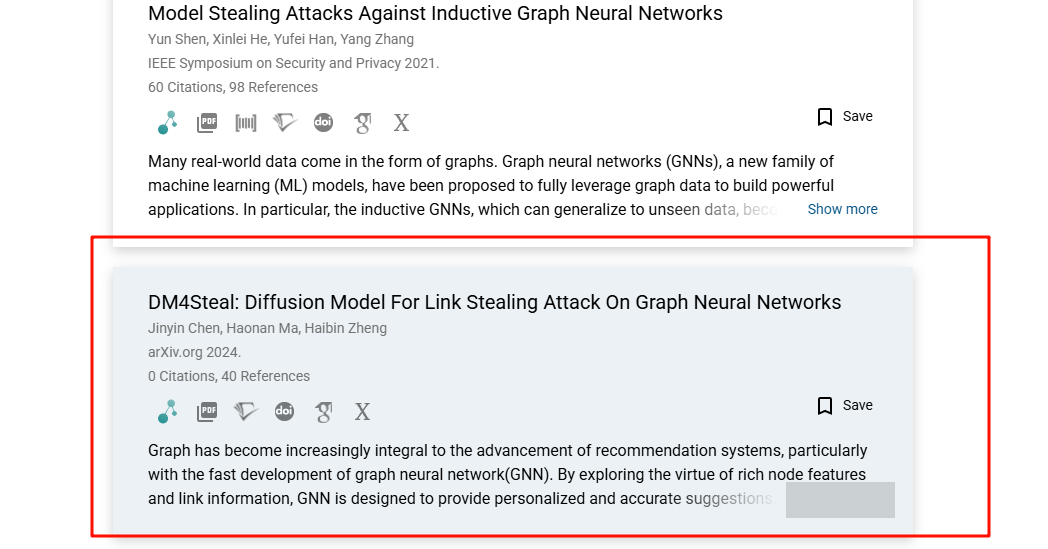 Model Stealing Attacks Against Inductive Graph Neural Networks
Yun Shen, Xinlei He, Yufei Han, Yang Zhang
IEEE Symposium on Security and Privacy 2021.
60 Citations, 98 References
PDF doi g X
Save
Many real-world data come in the form of graphs. Graph neural networks (GNNs), a new family of
machine learning (ML) models, have been proposed to fully leverage graph data to build powerful
applications. In particular, the inductive GNNs, which can generalize to unseen data,
Show more
DM4Steal: Diffusion Model For Link Stealing Attack On Graph Neural Networks
Jinyin Chen, Haonan Ma, Haibin Zheng
arXiv.org 2024.
0 Citations, 40 References
PDF doi g X
Save
Graph has become increasingly integral to the advancement of recommendation systems, particularly
with the fast development of graph neural network(GNN). By exploring the virtue of rich node features
and link information, GNN is designed to provide personalized and accurate suggestions.